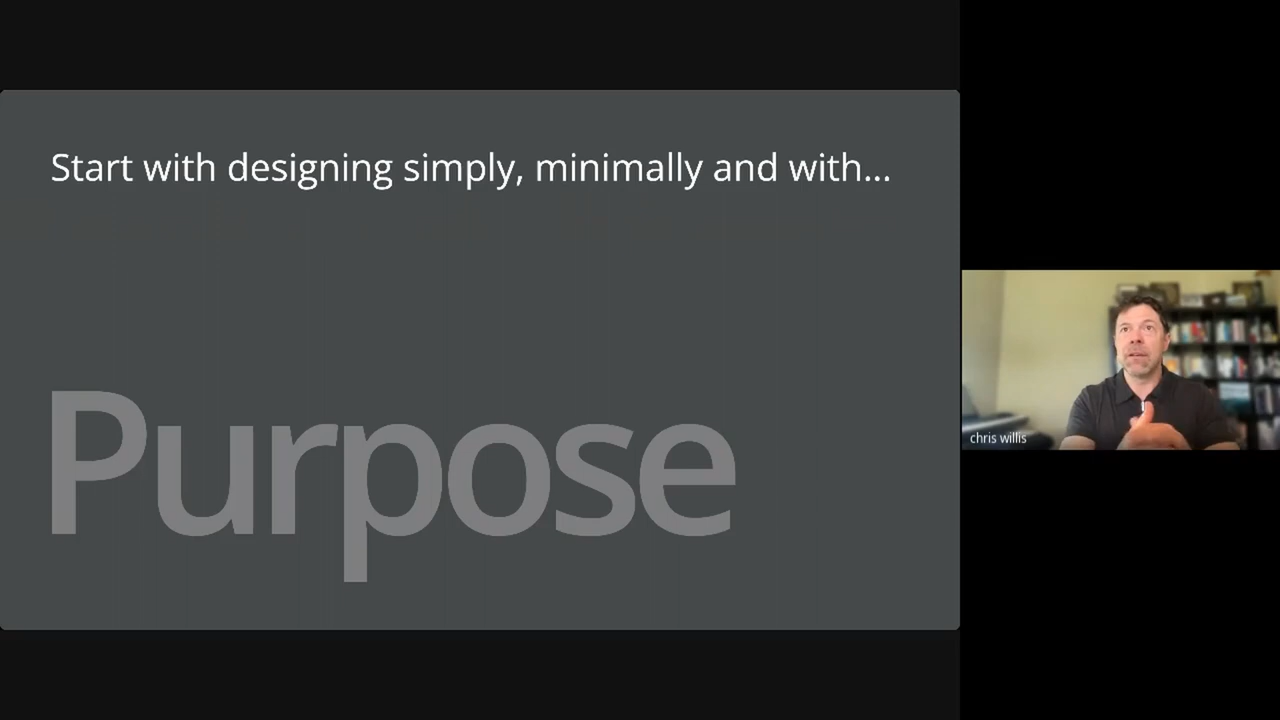 Start with designing simply, minimally and with...
Purpose
chris willis